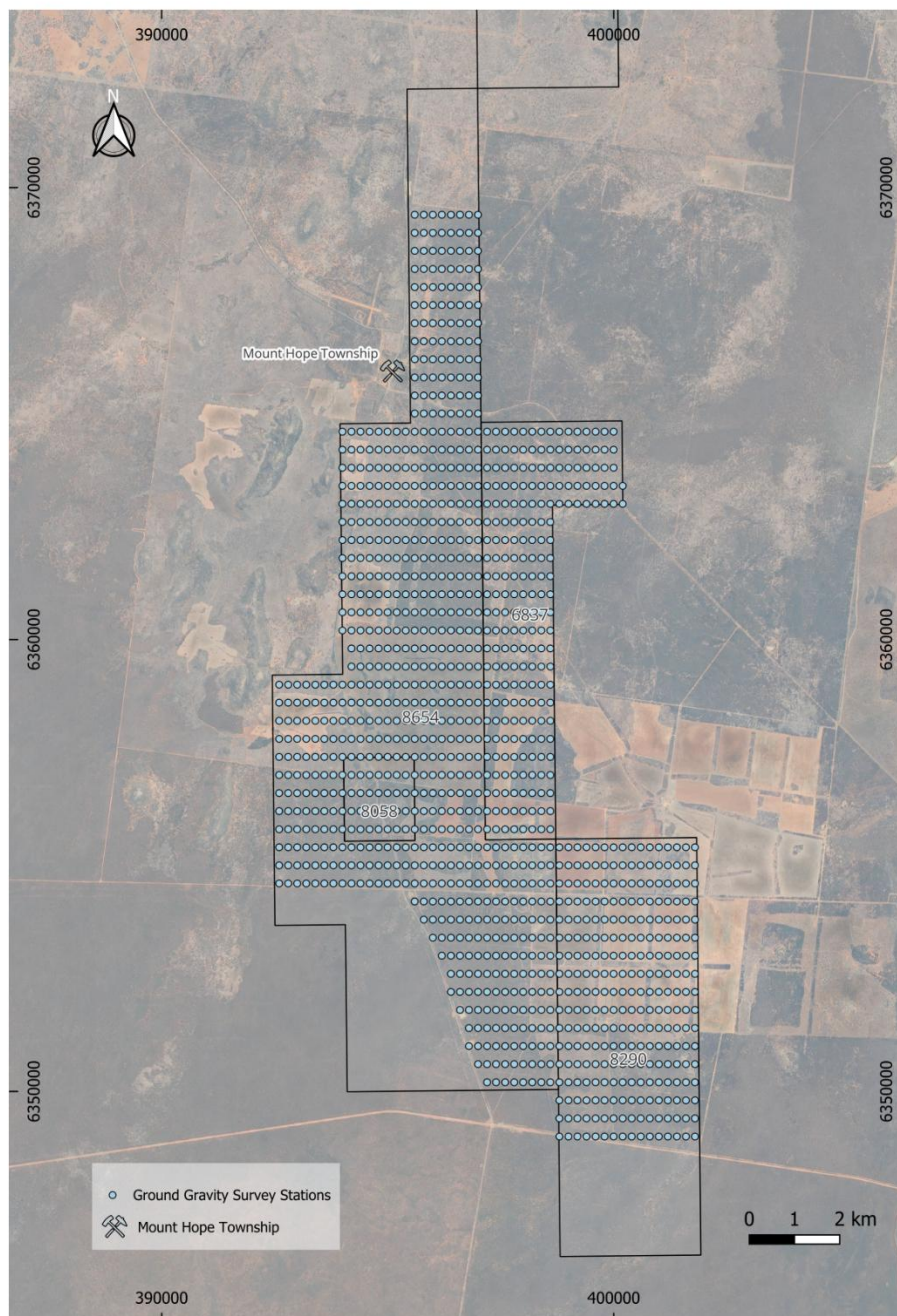 390000
400000
N
6370000
6370000
Mount Hope Township
6360000
6837
6360000
8654
8058
8290
6350000
6350000
Ground Gravity Survey Stations
Mount Hope Township
0 1 2 km
390000
400000